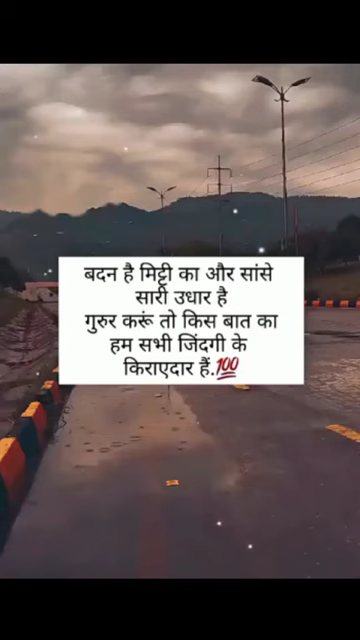 बदन है मिट्टी का और सांसे
सारी उधार है
गुरुर करूं तो किस बात का
हम सभी जिंदगी के
किराएदार हैं.💯